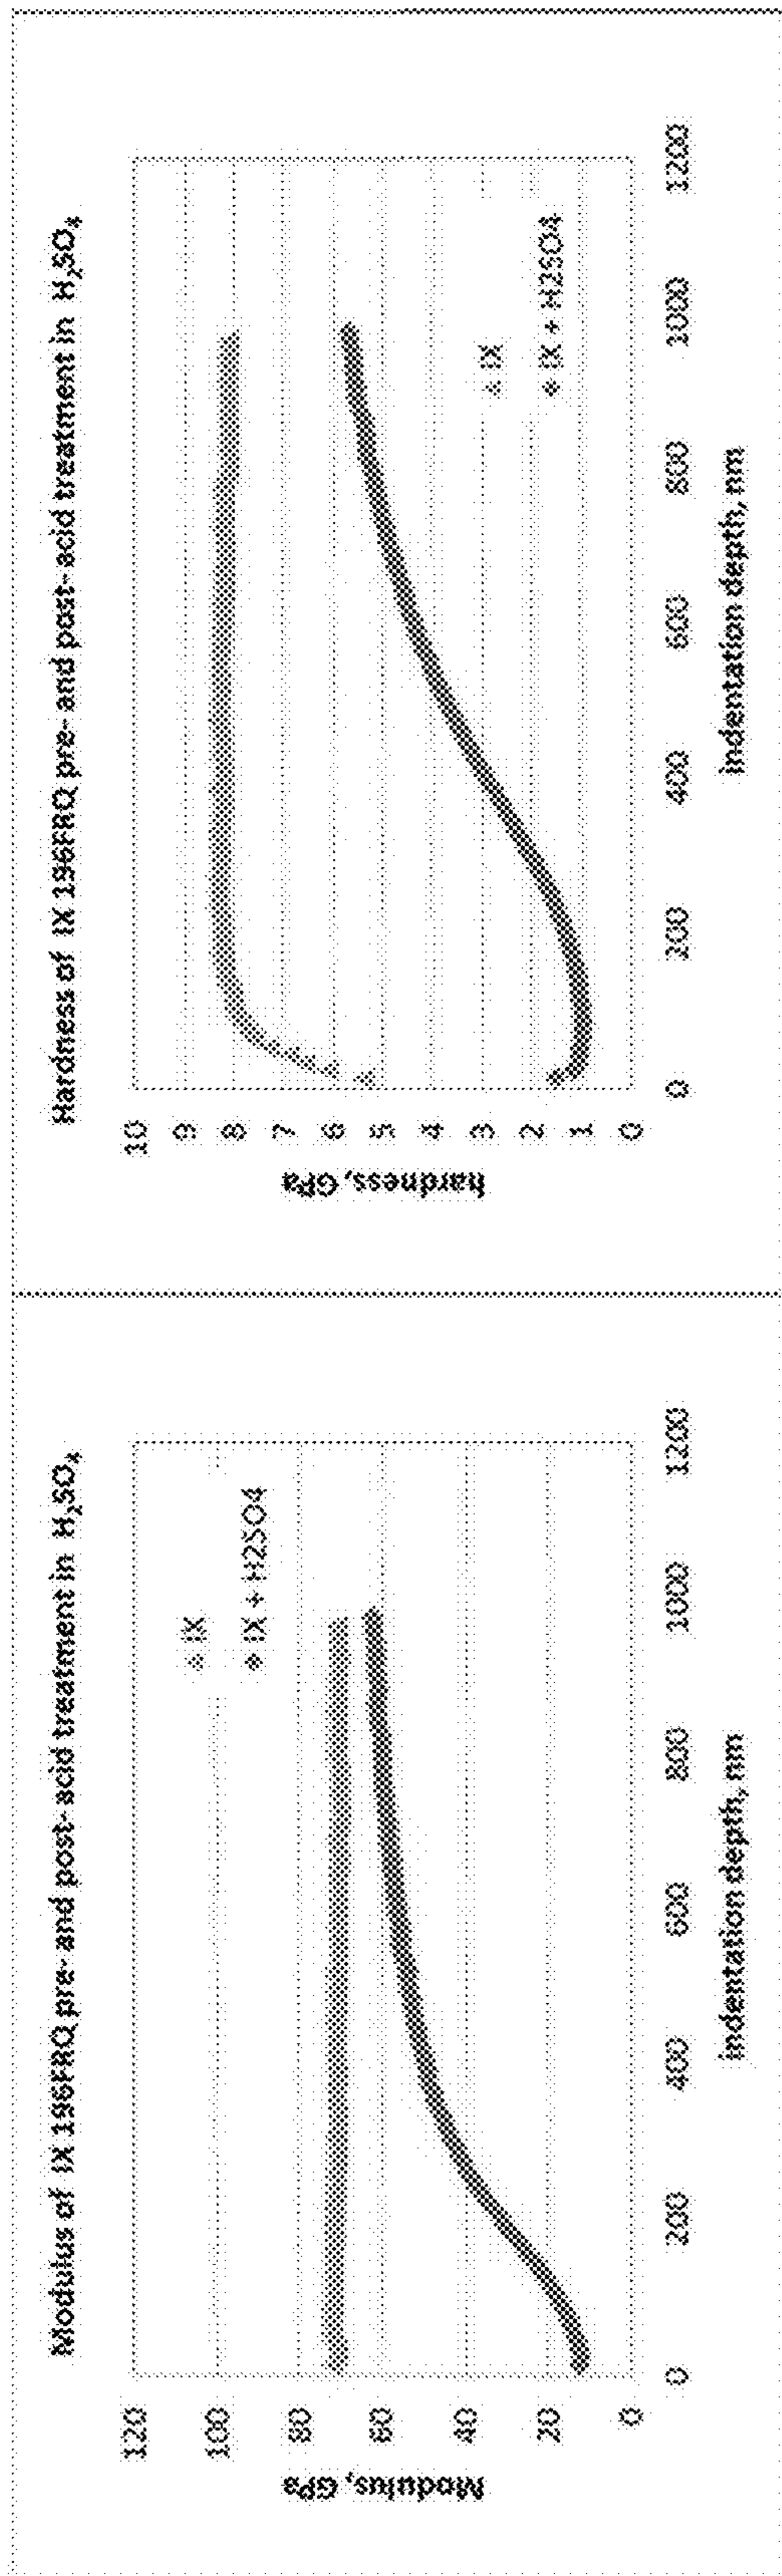 Modulus of IX 196FRQ pre- and post- acid treatment in H₂SO₄
120
100
80
60
40
20
0
Modulus, GPa
IX
IX + H2SO4
0 200 400 600 800 1000 1200
indentation depth, nm
Hardness of IX 196FRQ pre- and post- acid treatment in H₂SO₄
10
9
8
7
6
5
4
3
2
1
0
hardness, GPa
IX
IX + H2SO4
0 200 400 600 800 1000 1200
indentation depth, nm